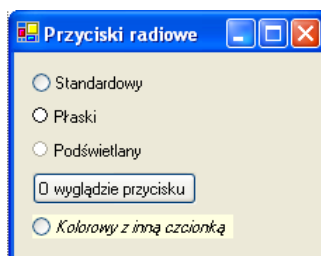 Przyciski radiowe
Standardowy
Płaski
Podświetlany
O wyglądzie przycisku
Kolorowy z inną czcionką